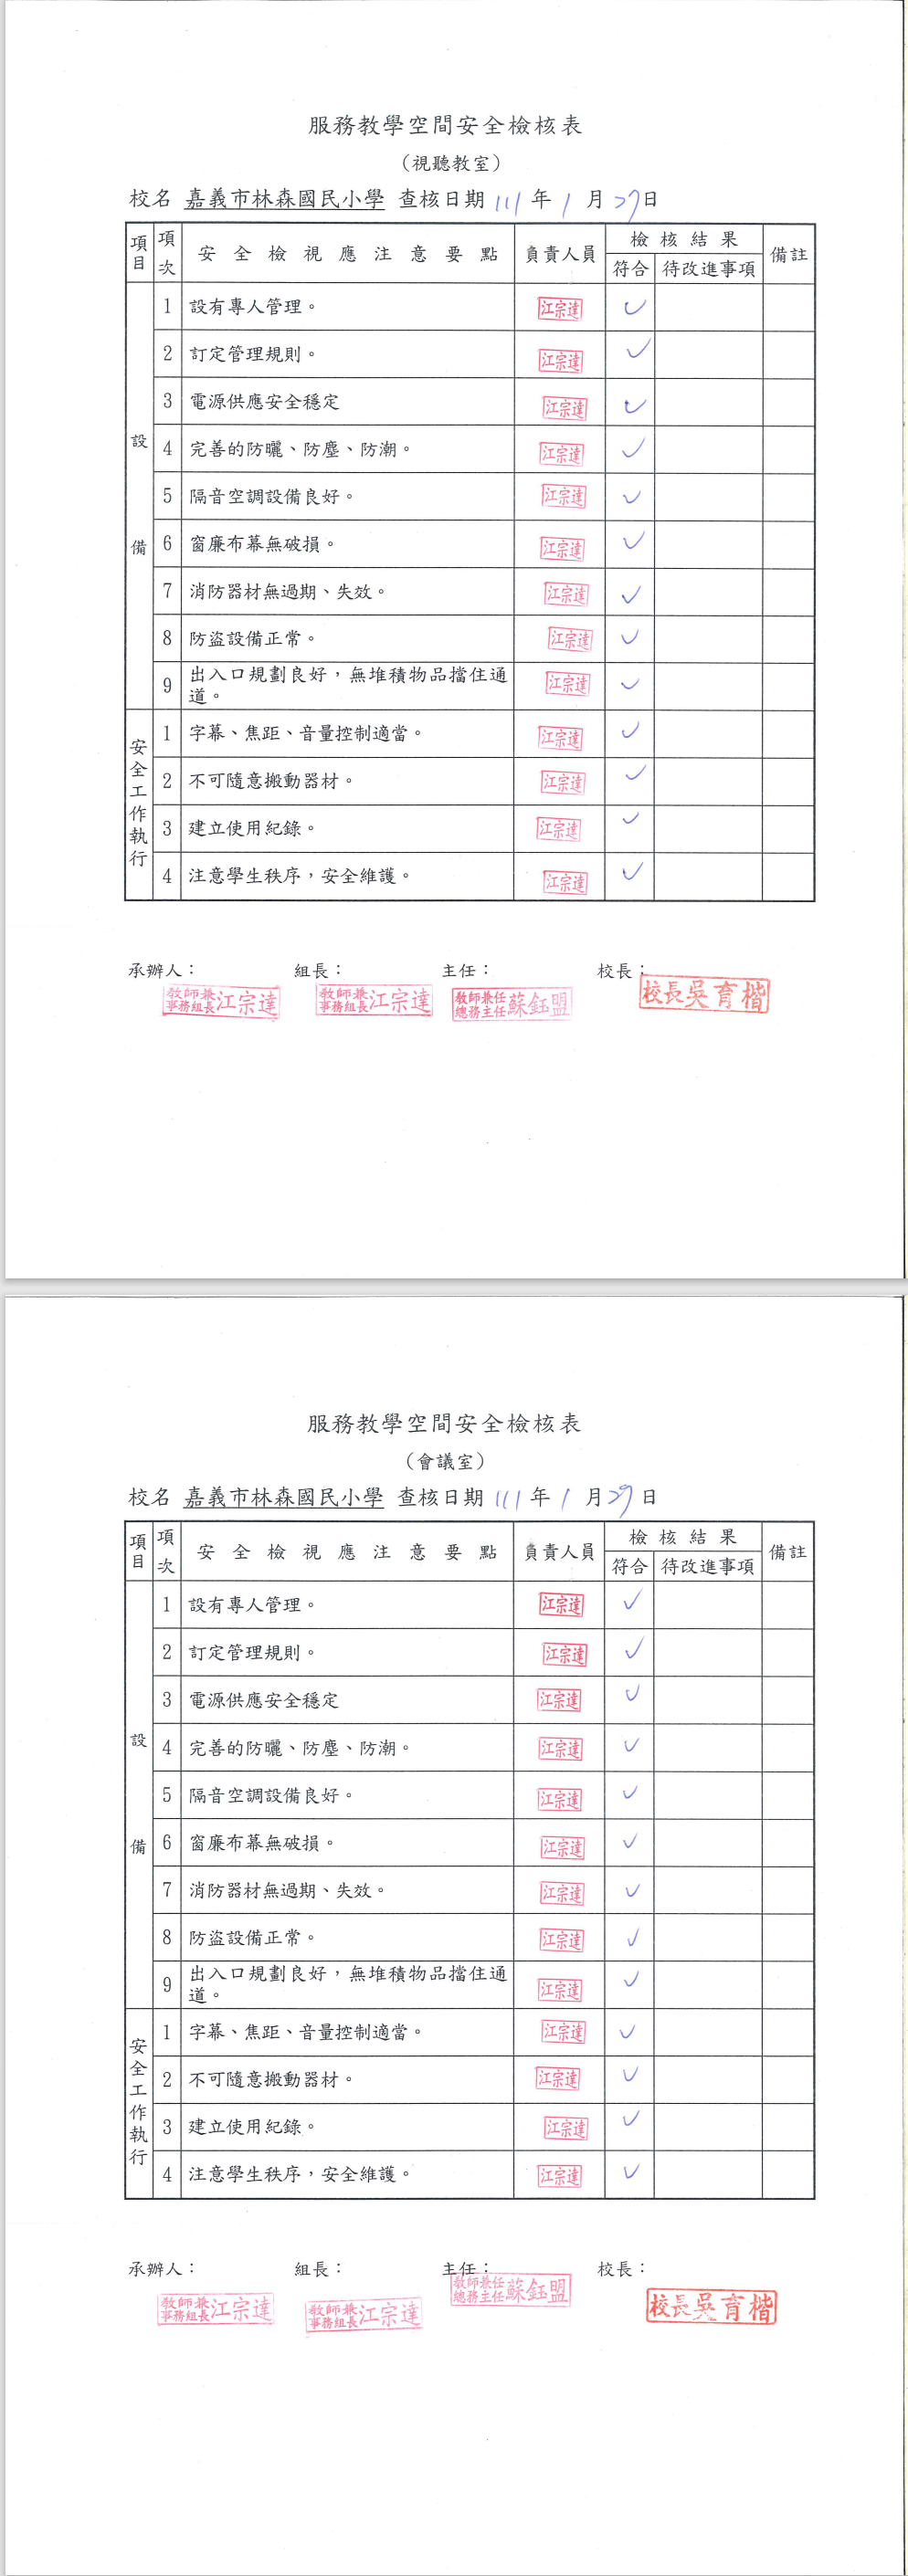 服務教學空間安全檢核表
（視聽教室）
校名 嘉義市林森國民小學 查核日期 111 年 1 月 27 日
項目 項次 安全檢視應注意要點 負責人員 檢核結果 備註
符合 待改進事項
設備
1 設有專人管理。 江宗達 ✓
2 訂定管理規則。 江宗達 ✓
3 電源供應安全穩定 江宗達 ✓
4 完善的防曬、防塵、防潮。 江宗達 ✓
5 隔音空調設備良好。 江宗達 ✓
6 窗廉布幕無破損。 江宗達 ✓
7 消防器材無過期、失效。 江宗達 ✓
8 防盜設備正常。 江宗達 ✓
9 出入口規劃良好，無堆積物品擋住通
道。 江宗達 ✓
安全工作執行
1 字幕、焦距、音量控制適當。 江宗達 ✓
2 不可隨意搬動器材。 江宗達 ✓
3 建立使用紀錄。 江宗達 ✓
4 注意學生秩序，安全維護。 江宗達 ✓
承辦人： 組長： 主任： 校長：
教師兼事務組長江宗達 教師兼事務組長江宗達 教師兼任總務主任蘇鈺盟 校長吳育楷
服務教學空間安全檢核表
（會議室）
校名 嘉義市林森國民小學 查核日期 111 年 1 月 日
項目 項次 安全檢視應注意要點 負責人員 檢核結果 備註
符合 待改進事項
設備
1 設有專人管理。 江宗達 ✓
2 訂定管理規則。 江宗達 ✓
3 電源供應安全穩定 江宗達 ✓
4 完善的防曬、防塵、防潮。 江宗達 ✓
5 隔音空調設備良好。 江宗達 ✓
6 窗廉布幕無破損。 江宗達 ✓
7 消防器材無過期、失效。 江宗達 ✓
8 防盜設備正常。 江宗達 ✓
9 出入口規劃良好，無堆積物品擋住通
道。 江宗達 ✓
安全工作執行
1 字幕、焦距、音量控制適當。 江宗達 ✓
2 不可隨意搬動器材。 江宗達 ✓
3 建立使用紀錄。 江宗達 ✓
4 注意學生秩序，安全維護。 江宗達 ✓
承辦人： 組長： 主任： 校長：
教師兼事務組長江宗達 教師兼事務組長江宗達 教師兼任總務主任蘇鈺盟 校長吳育楷